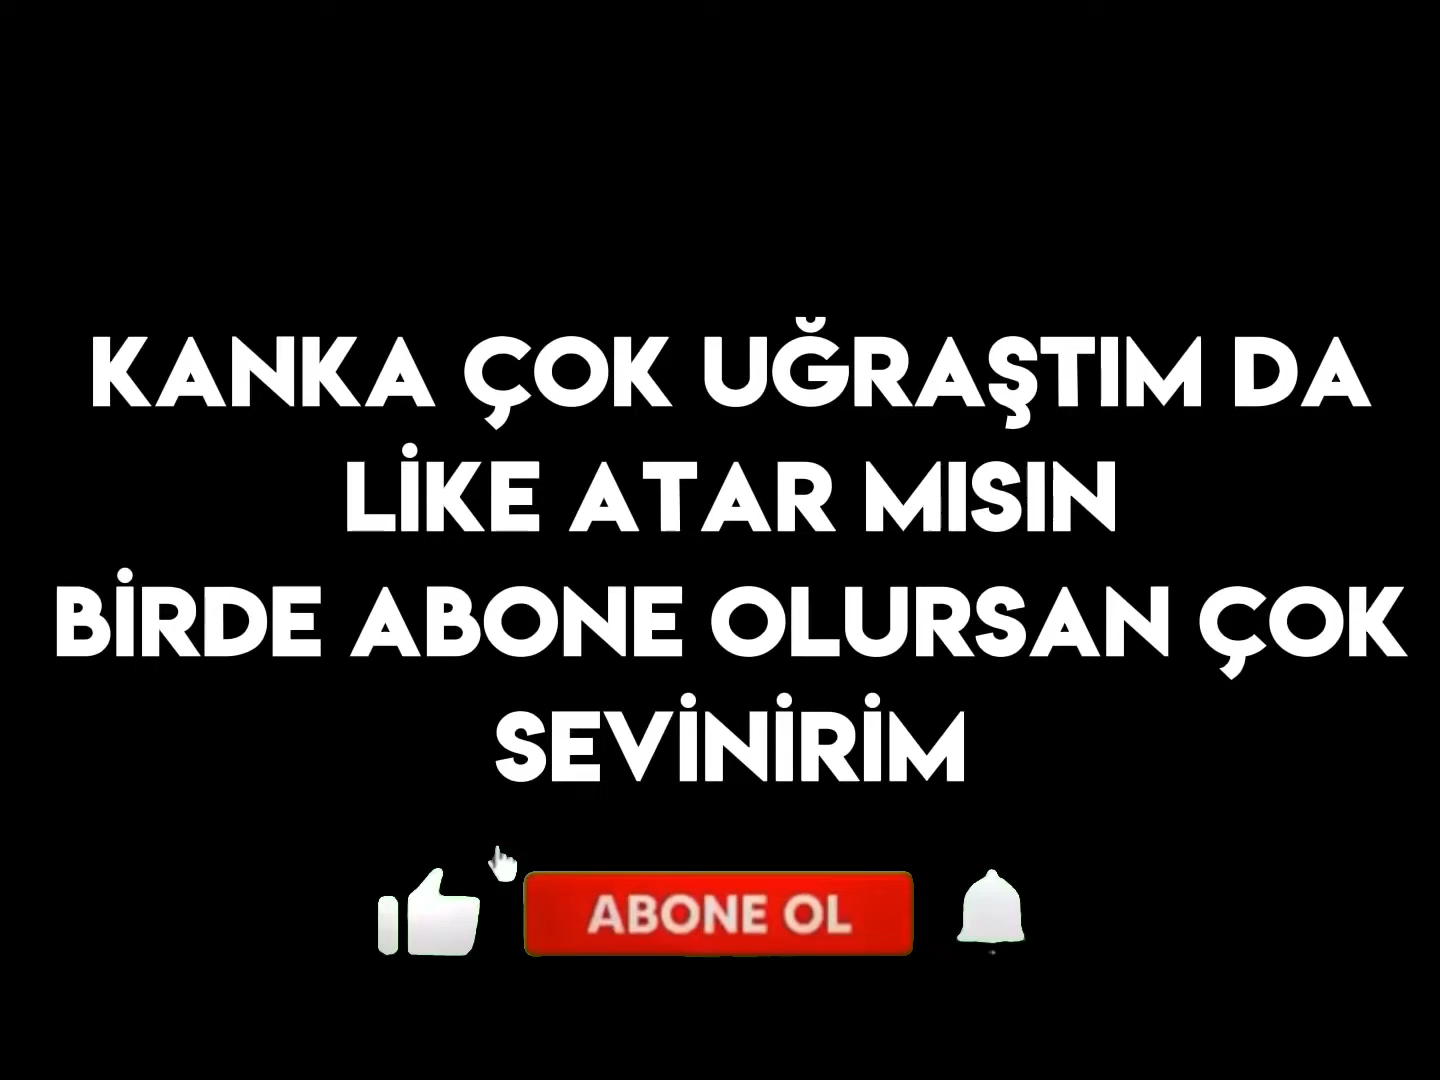 KANKA ÇOK UĞRAŞTIM DA
LİKE ATAR MISIN
BİRDE ABONE OLURSAN ÇOK
SEVİNİRİM
ABONE OL